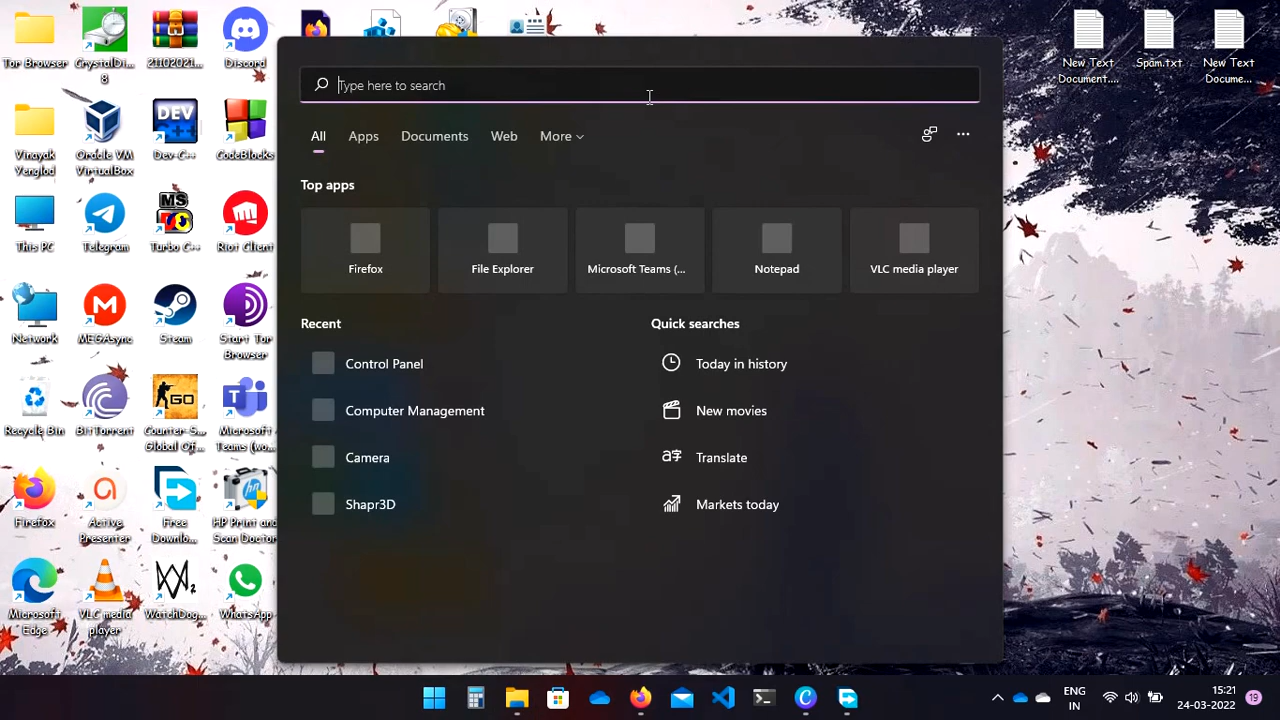 Tor Browser
CrystalDi...
8
21102021...
Discord
New Text
Document....
Spam.txt
New Text
Docume...
Vinayak
Venglod
Oracle VM
VirtualBox
Dev-C++
CodeBlocks
This PC
Telegram
Turbo C++
Riot Client
Network
MEGAsync
Steam
Start Tor
Browser
Recycle Bin
BitTorrent
Counter-S...
Global Of...
Microsoft
Teams (wo...
Firefox
Active
Presenter
Free
Downlo...
HP Print and
Scan Doctor
Microsoft
Edge
VLC media
player
WatchDog...
WhatsApp
Type here to search
All
Apps
Documents
Web
More
Top apps
Firefox
File Explorer
Microsoft Teams (...
Notepad
VLC media player
Recent
Control Panel
Computer Management
Camera
Shapr3D
Quick searches
Today in history
New movies
Translate
Markets today
ENG
IN
15:21
24-03-2022
19